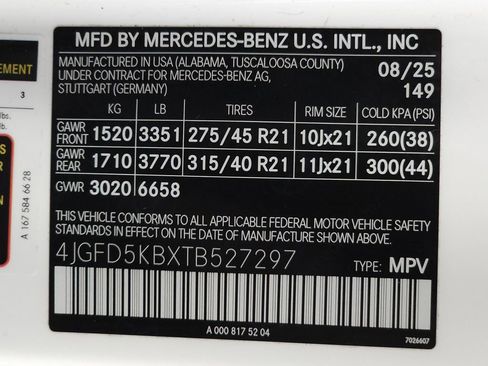 MFD BY MERCEDES-BENZ U.S. INTL., INC
MANUFACTURED IN USA (ALABAMA, TUSCALOOSA COUNTY)
UNDER CONTRACT FOR MERCEDES-BENZ AG,
STUTTGART (GERMANY)
08/25
149
KG LB TIRES RIM SIZE COLD KPA (PSI)
GAWR FRONT 1520 3351 275/45 R21 10Jx21 260(38)
GAWR REAR 1710 3770 315/40 R21 11Jx21 300(44)
GVWR 3020 6658
THIS VEHICLE CONFORMS TO ALL APPLICABLE FEDERAL MOTOR VEHICLE SAFETY
STANDARDS IN EFFECT ON THE DATE OF MANUFACTURE SHOWN ABOVE.
4JGFD5KBXTB527297 TYPE: MPV
A 000 817 52 04
7026607
EMENT
3
lbs.
lb.
A 167 584 66 28